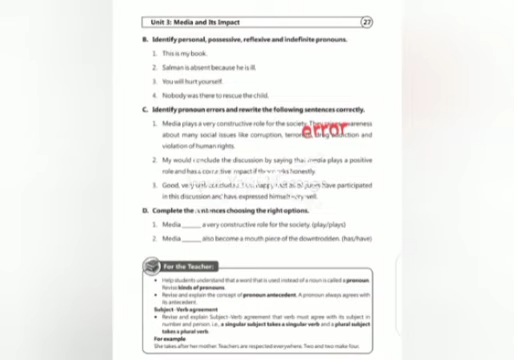 Unit 3: Media and Its Impact
27
B. Identify personal, possessive, reflexive and indefinite pronouns.
1. This is my book.
2. Salman is absent because he is ill.
3. You will hurt yourself.
4. Nobody was there to rescue the child.
C. Identify pronoun errors and rewrite the following sentences correctly.
1. Media plays a very constructive role for the society. They awareness
error
about many social issues like corruption, drug addiction and
violation of human rights.
2. My would conclude the discussion by saying that media plays a positive
role and has a impact if honestly.
3. Good, have participated
in this discussion and have expressed himself very well.
D. Complete the sentences choosing the right options.
1. Media ______ a very constructive role for the society. (play/plays)
2. Media ______ also become a mouth piece of the downtrodden. (has/have)
For the Teacher:
• Help students understand that a word that is used instead of a noun is called a pronoun.
Revise kinds of pronouns.
• Revise and explain the concept of pronoun antecedent. A pronoun always agrees with
its antecedent.
Subject-Verb agreement
• Revise and explain Subject-Verb agreement that verb must agree with its subject in
number and person. i.e., a singular subject takes a singular verb and a plural subject
takes a plural verb.
For example
She takes after her mother. Teachers are respected everywhere. Two and two make four.